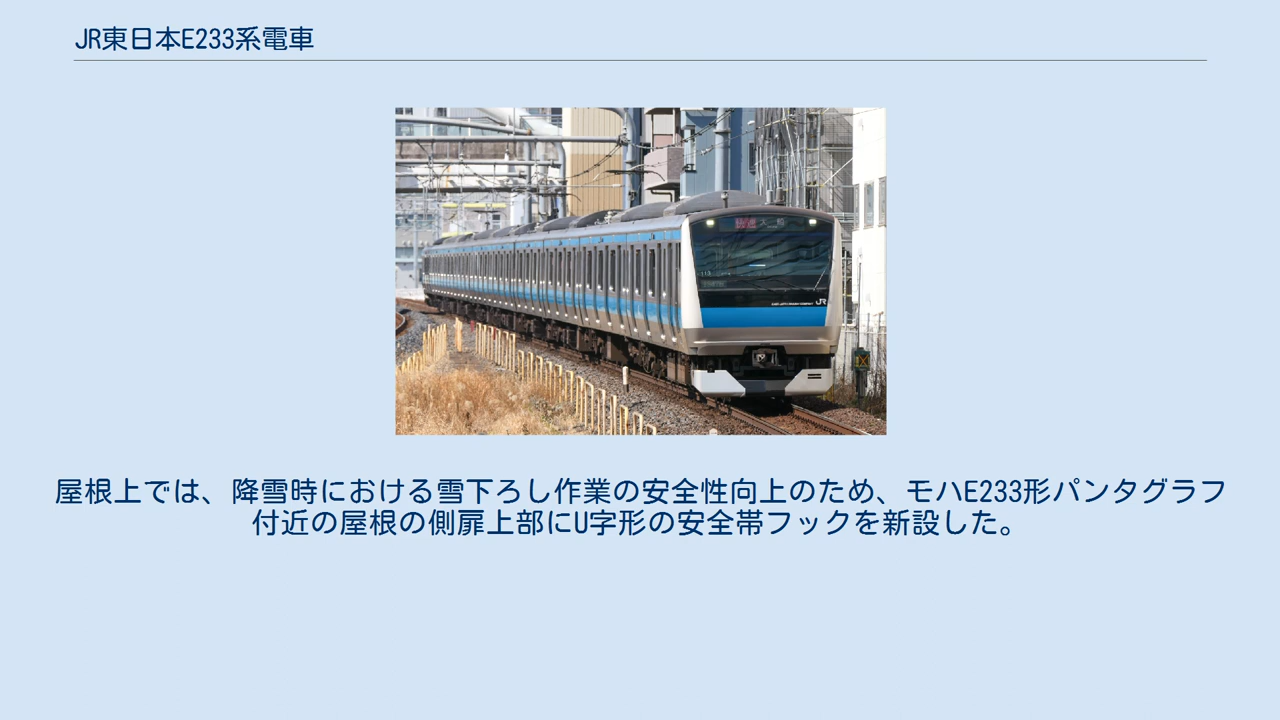 JR東日本E233系電車
大船
JR
屋根上では、降雪時における雪下ろし作業の安全性向上のため、モハE233形パンタグラフ
付近の屋根の側扉上部にU字形の安全帯フックを新設した。